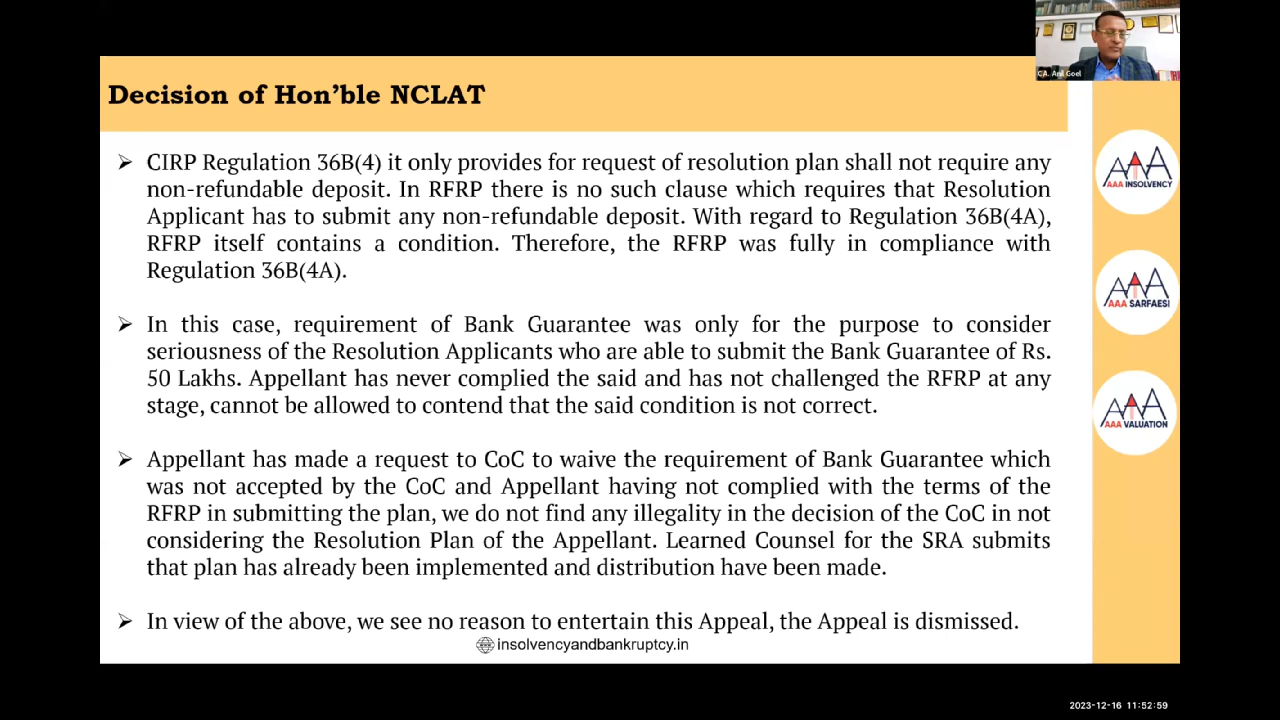 CA. Anil Goel
Decision of Hon'ble NCLAT
➢ CIRP Regulation 36B(4) it only provides for request of resolution plan shall not require any
non-refundable deposit. In RFRP there is no such clause which requires that Resolution
Applicant has to submit any non-refundable deposit. With regard to Regulation 36B(4A),
RFRP itself contains a condition. Therefore, the RFRP was fully in compliance with
Regulation 36B(4A).
➢ In this case, requirement of Bank Guarantee was only for the purpose to consider
seriousness of the Resolution Applicants who are able to submit the Bank Guarantee of Rs.
50 Lakhs. Appellant has never complied the said and has not challenged the RFRP at any
stage, cannot be allowed to contend that the said condition is not correct.
➢ Appellant has made a request to CoC to waive the requirement of Bank Guarantee which
was not accepted by the CoC and Appellant having not complied with the terms of the
RFRP in submitting the plan, we do not find any illegality in the decision of the CoC in not
considering the Resolution Plan of the Appellant. Learned Counsel for the SRA submits
that plan has already been implemented and distribution have been made.
➢ In view of the above, we see no reason to entertain this Appeal, the Appeal is dismissed.
insolvencyandbankruptcy.in
AAA
AAA INSOLVENCY
AAA
AAA SARFAESI
AAA
AAA VALUATION
2023-12-16 11:52:59